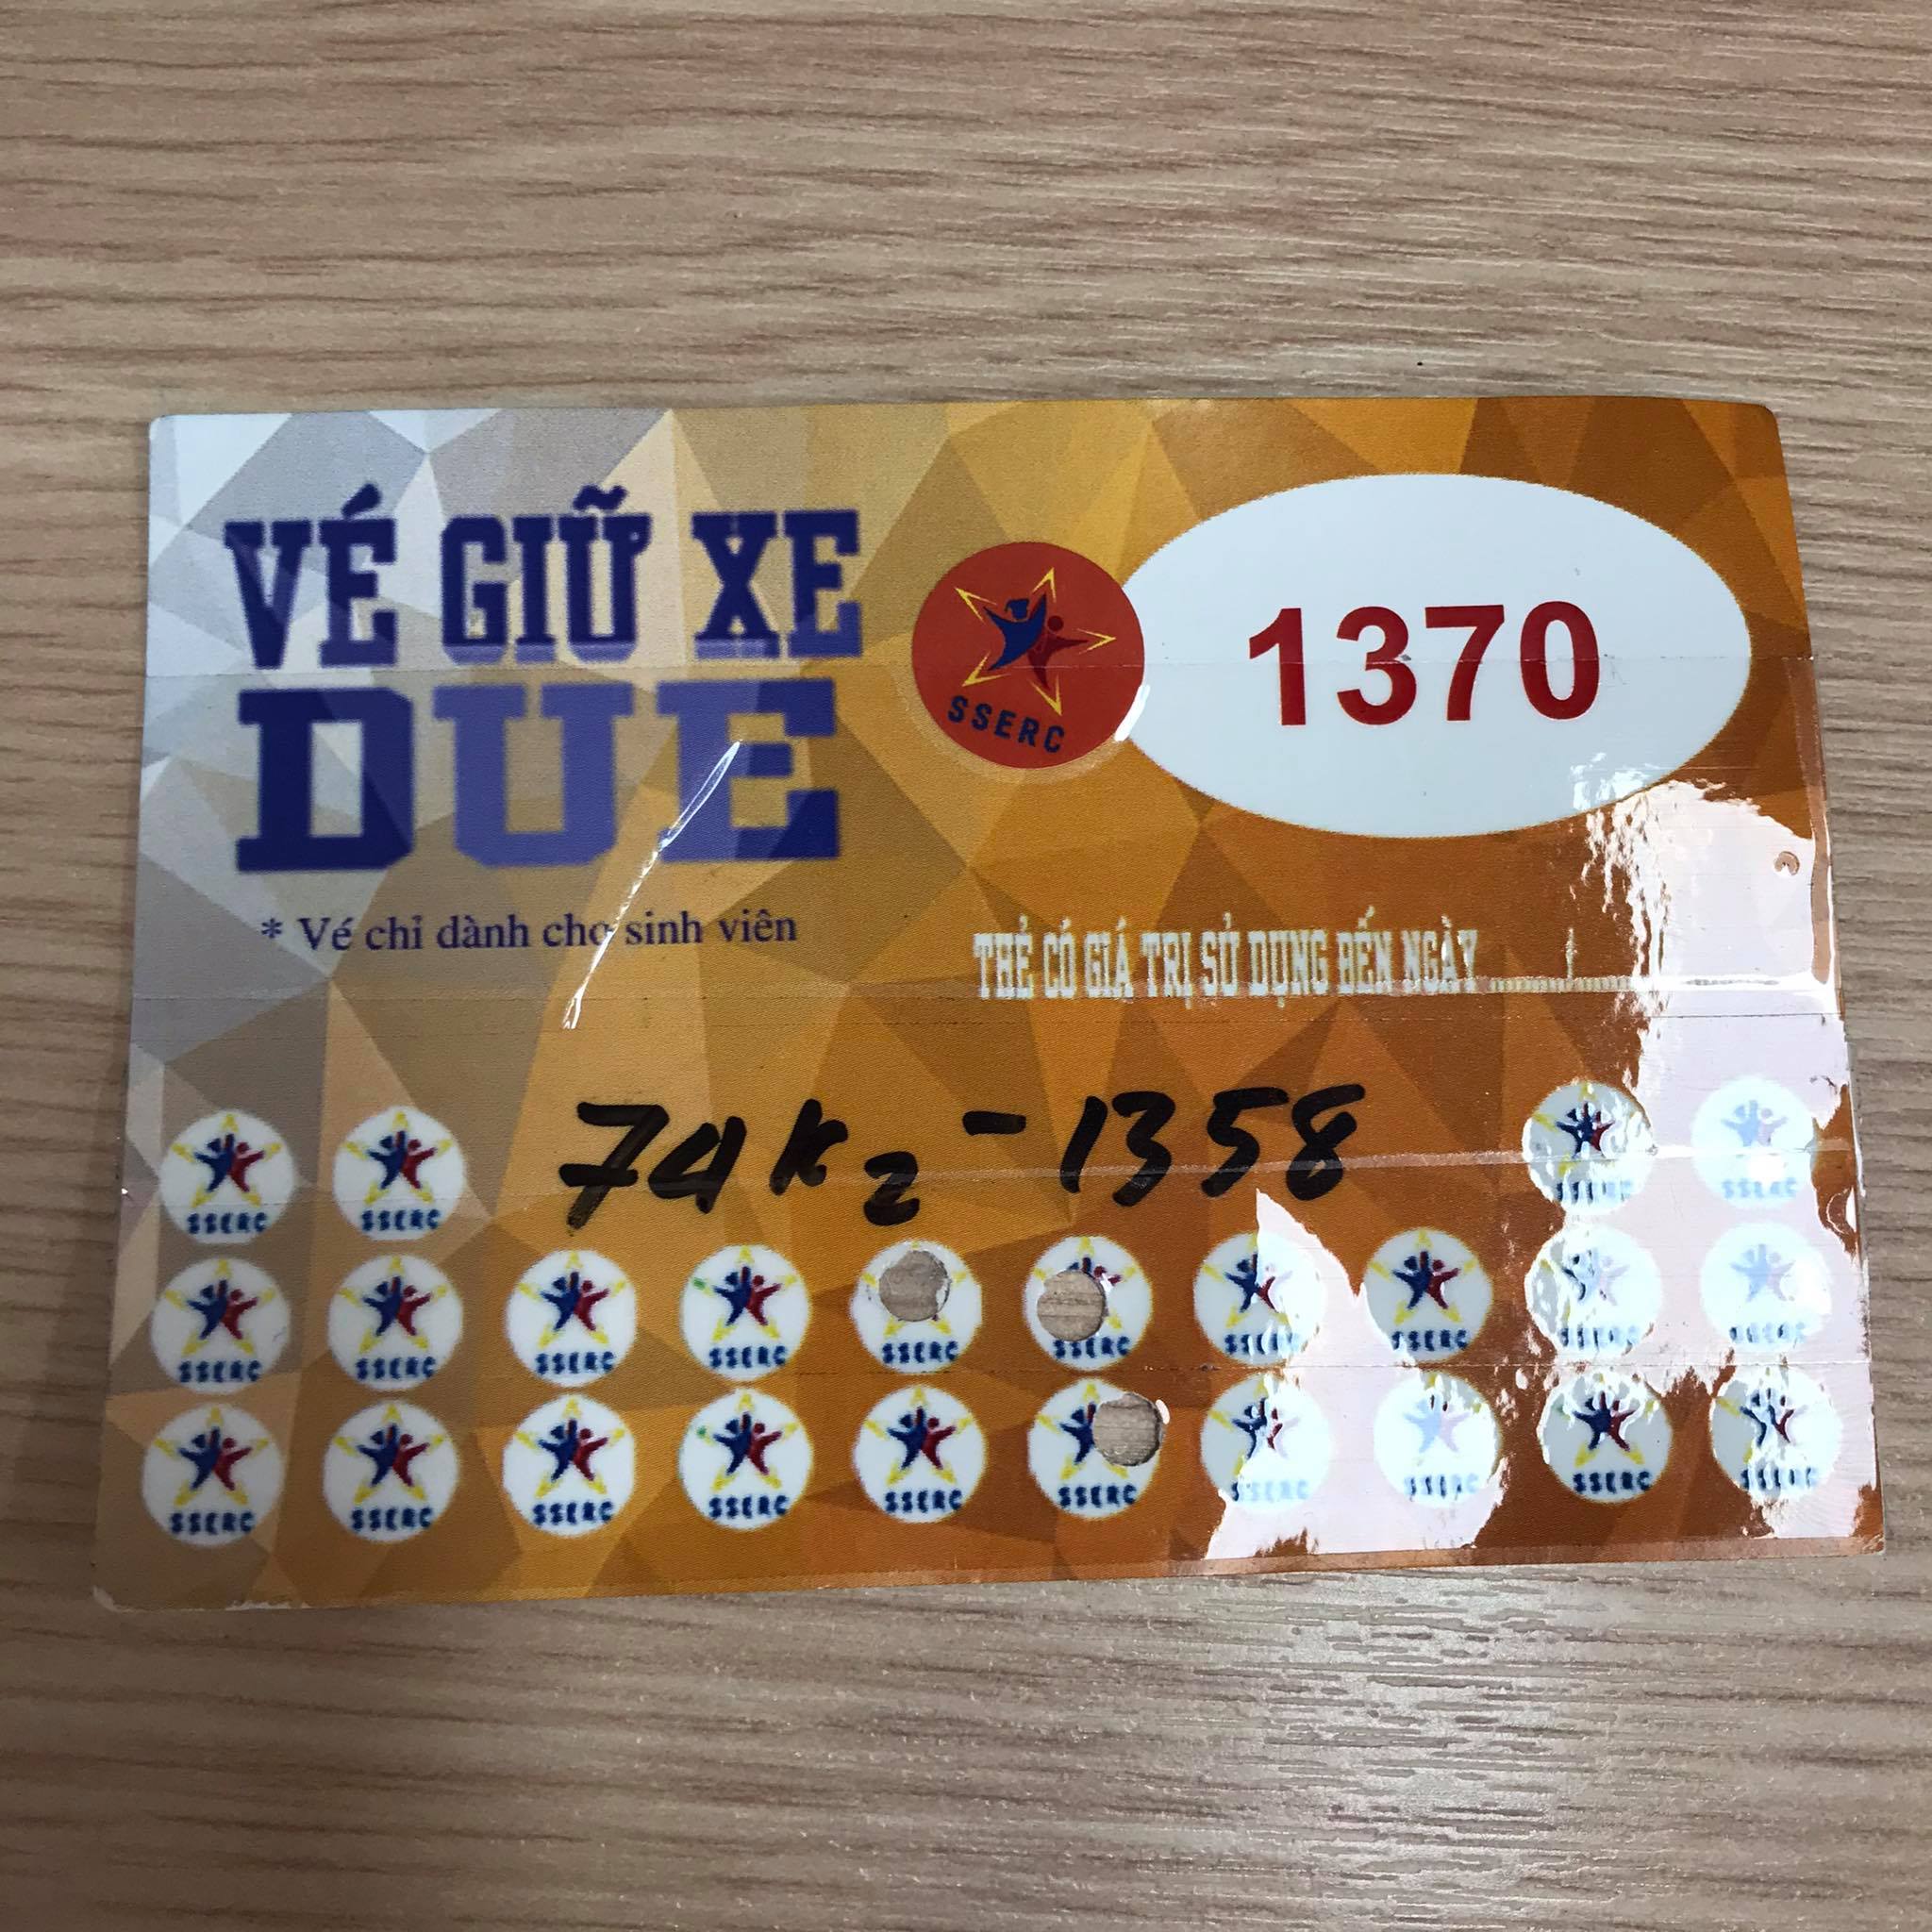 VÉ GIỮ XE
DUE
SSERC
1370
* Vé chỉ dành cho sinh viên
THẺ CÓ GIÁ TRỊ SỬ DỤNG ĐẾN NGÀY
74K2 - 1358
SSERC SSERC SSERC SSERC
SSERC SSERC SSERC SSERC SSERC SSERC SSERC SSERC SSERC SSERC
SSERC SSERC SSERC SSERC SSERC SSERC SSERC SSERC SSERC SSERC